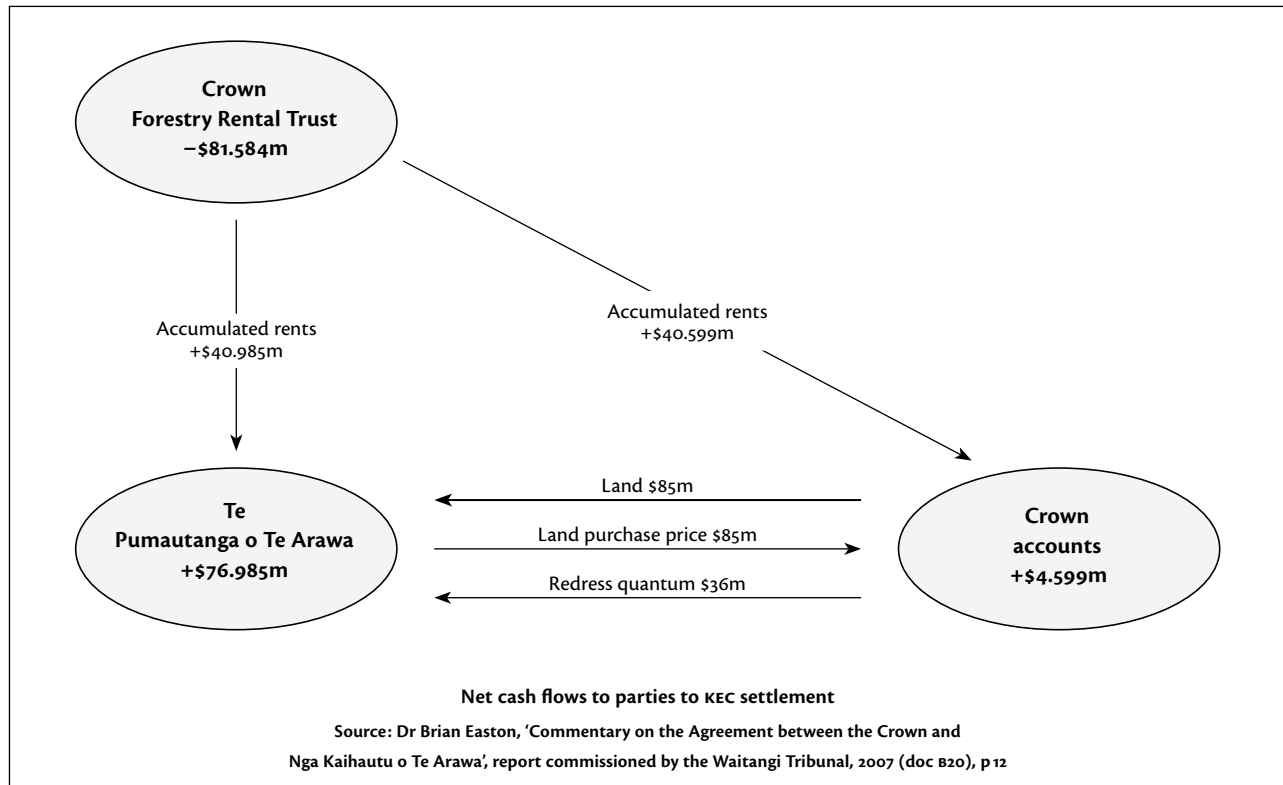 Crown
Forestry Rental Trust
–$81.584m
Accumulated rents
+$40.985m
Accumulated rents
+$40.599m
Te
Pumautanga o Te Arawa
+$76.985m
Land $85m
Land purchase price $85m
Redress quantum $36m
Crown
accounts
+$4.599m
Net cash flows to parties to KEC settlement
Source: Dr Brian Easton, ‘Commentary on the Agreement between the Crown and
Nga Kaihautu o Te Arawa’, report commissioned by the Waitangi Tribunal, 2007 (doc B20), p 12